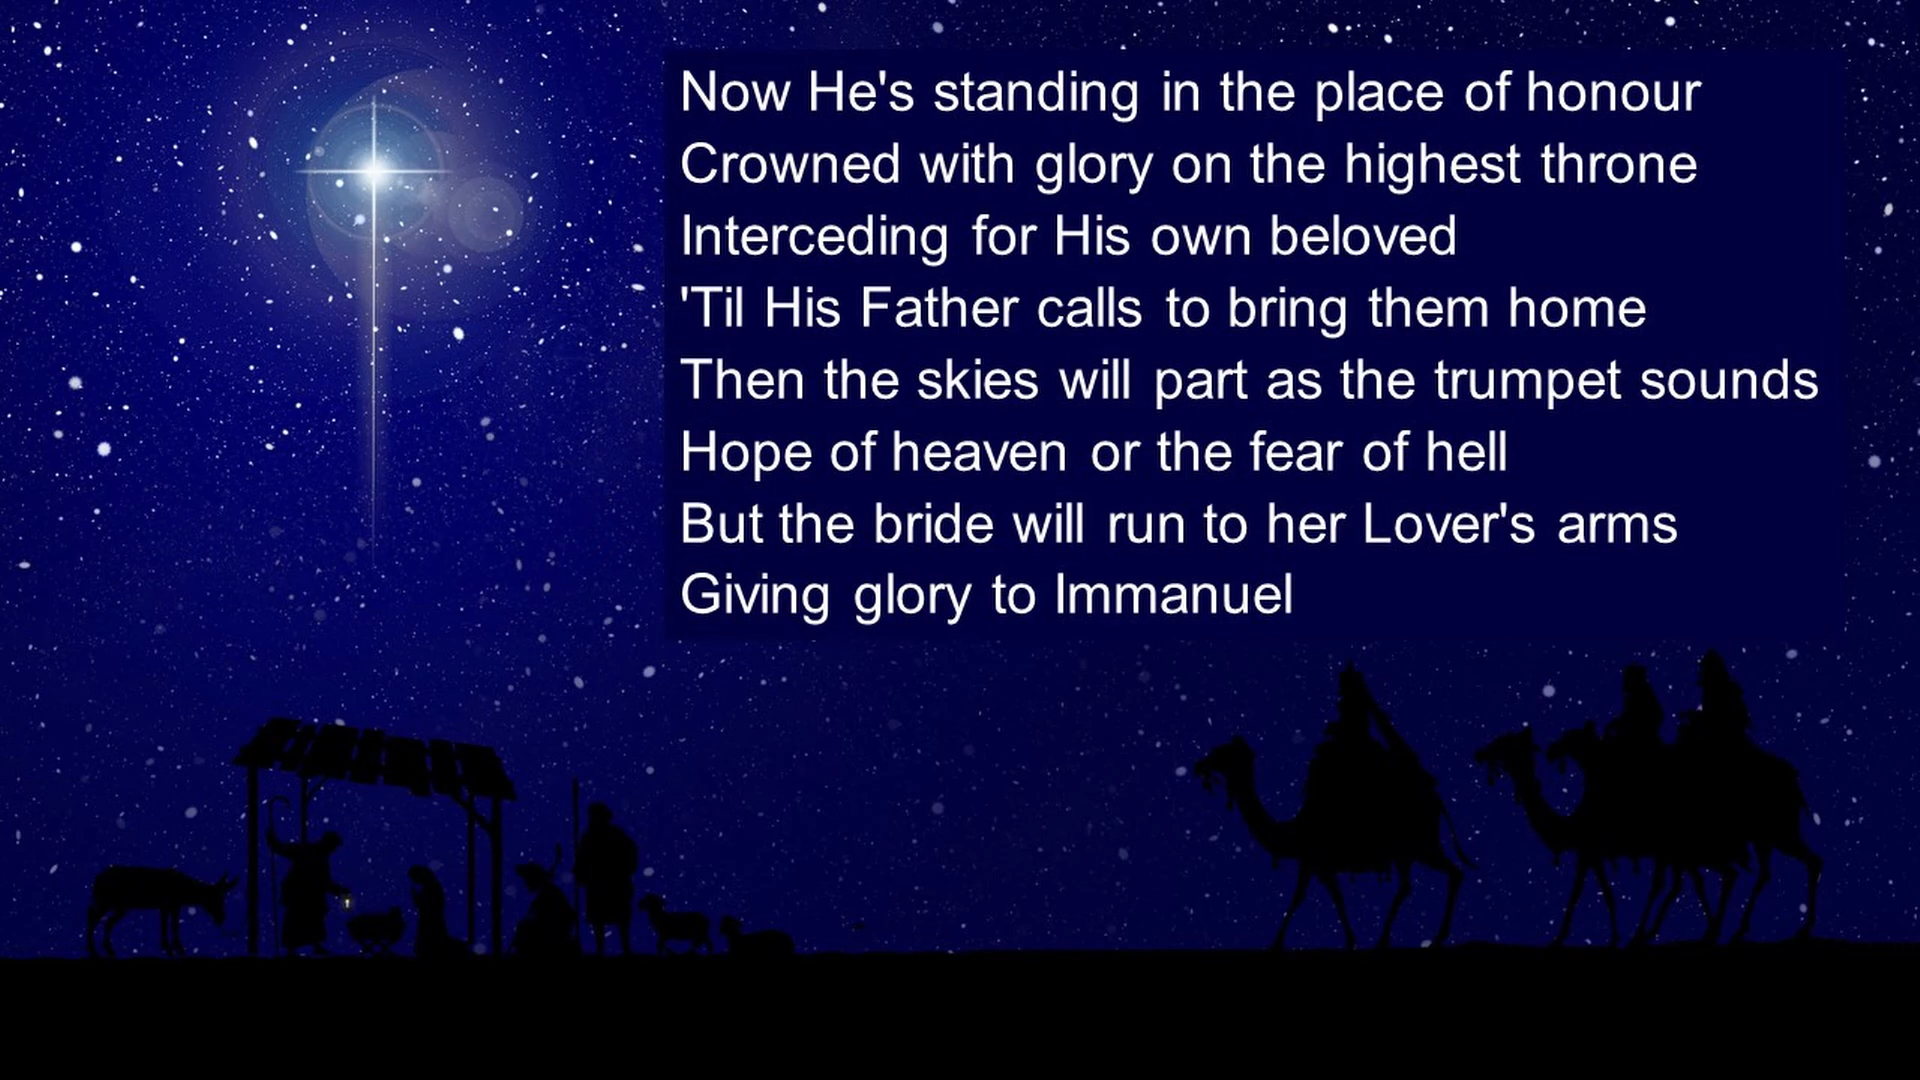 Now He's standing in the place of honour
Crowned with glory on the highest throne
Interceding for His own beloved
'Til His Father calls to bring them home
Then the skies will part as the trumpet sounds
Hope of heaven or the fear of hell
But the bride will run to her Lover's arms
Giving glory to Immanuel